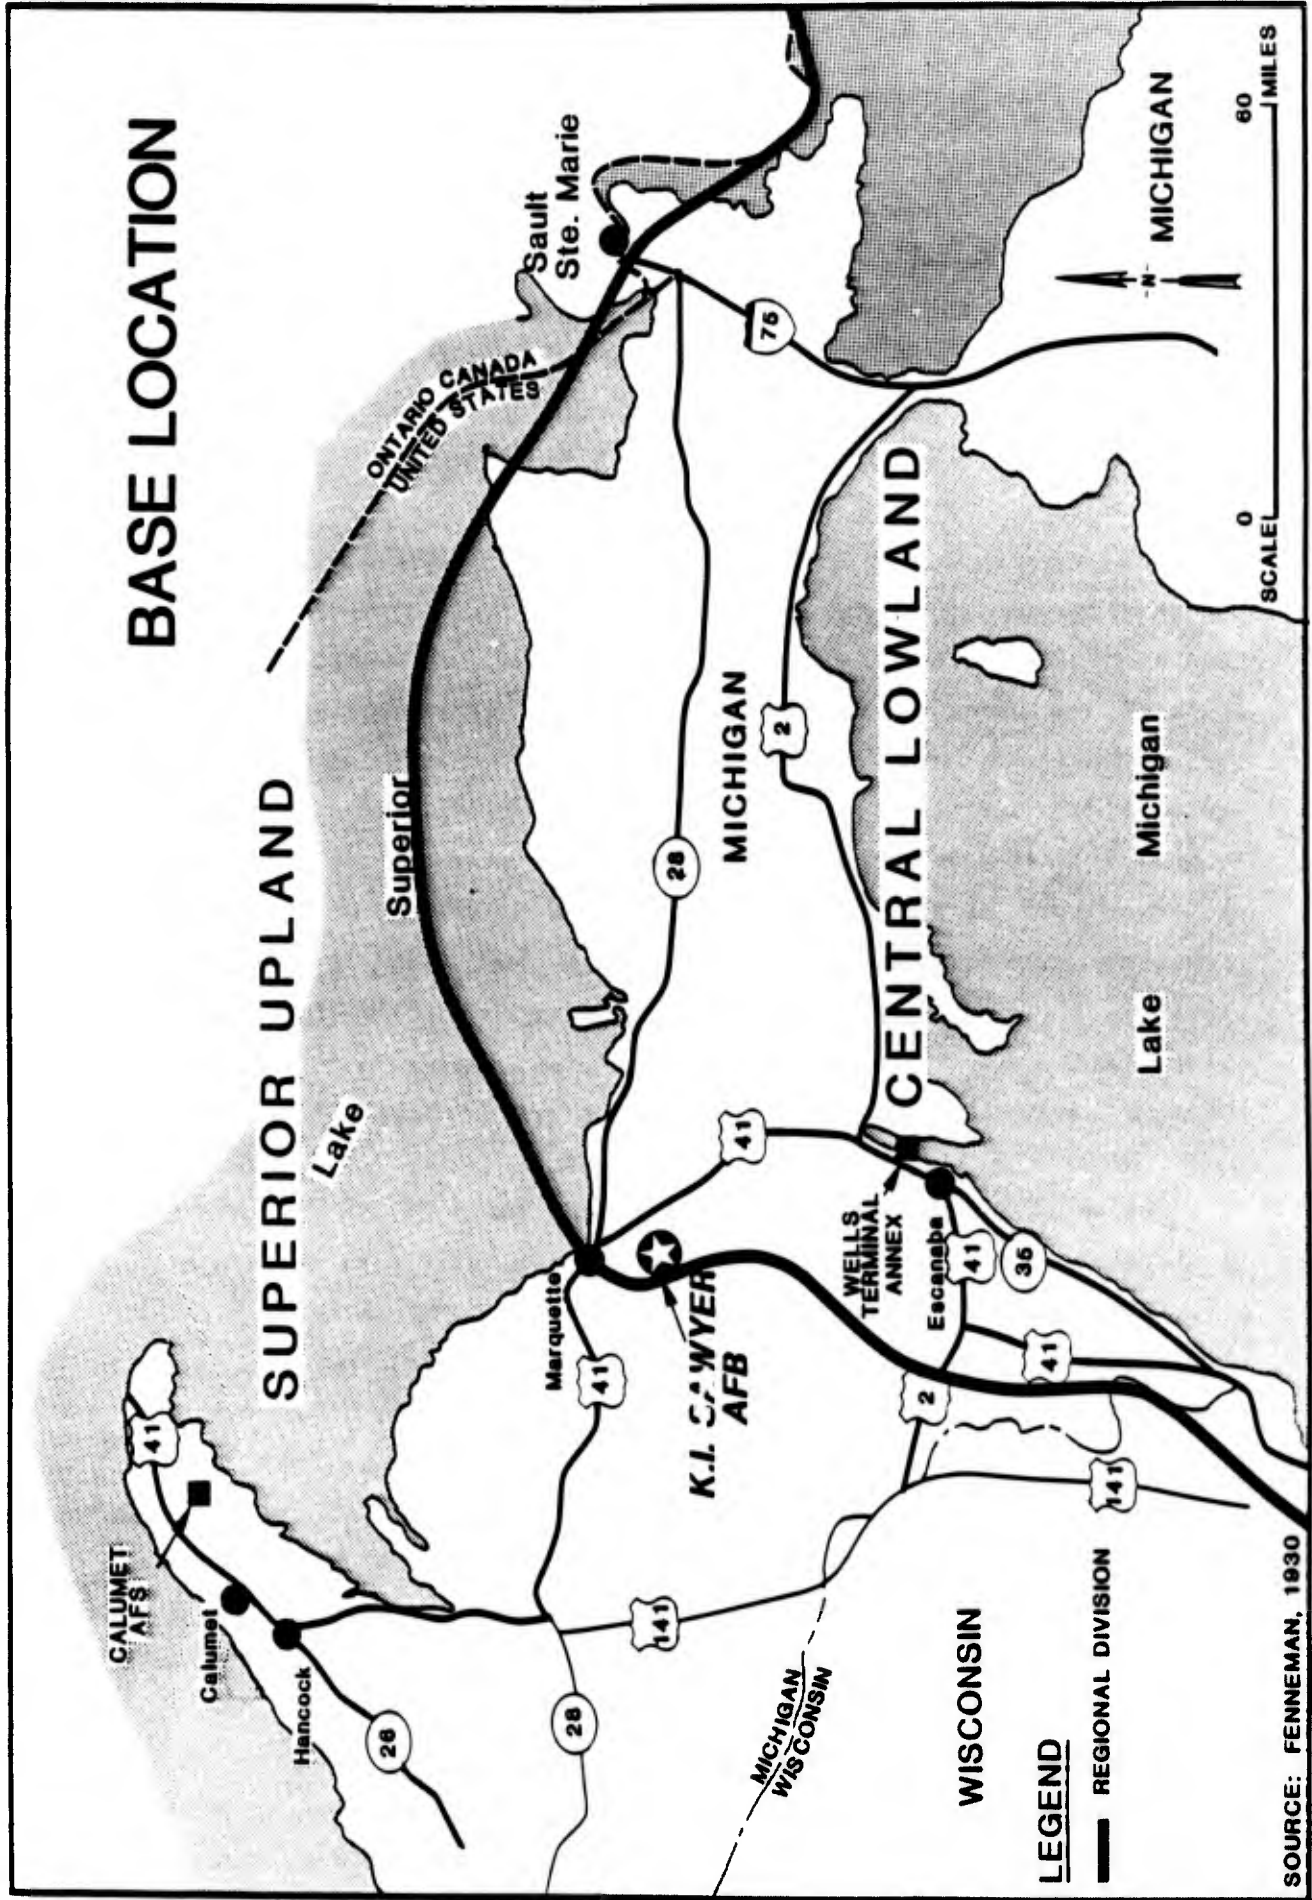 BASE LOCATION
SUPERIOR UPLAND
CALUMET
AFS
41
Calumet
Hancock
26
Lake
Superior
ONTARIO CANADA
UNITED STATES
Sault
Ste. Marie
Marquette
41
28
41
K.I. SAWYER
AFB
28
141
MICHIGAN
75
2
MICHIGAN
WISCONSIN
WELLS
TERMINAL
ANNEX
Escanaba
41
35
2
41
141
CENTRAL LOWLAND
Lake
Michigan
MICHIGAN
-N-
WISCONSIN
LEGEND
REGIONAL DIVISION
SCALE
0
60
MILES
SOURCE: FENNEMAN, 1930